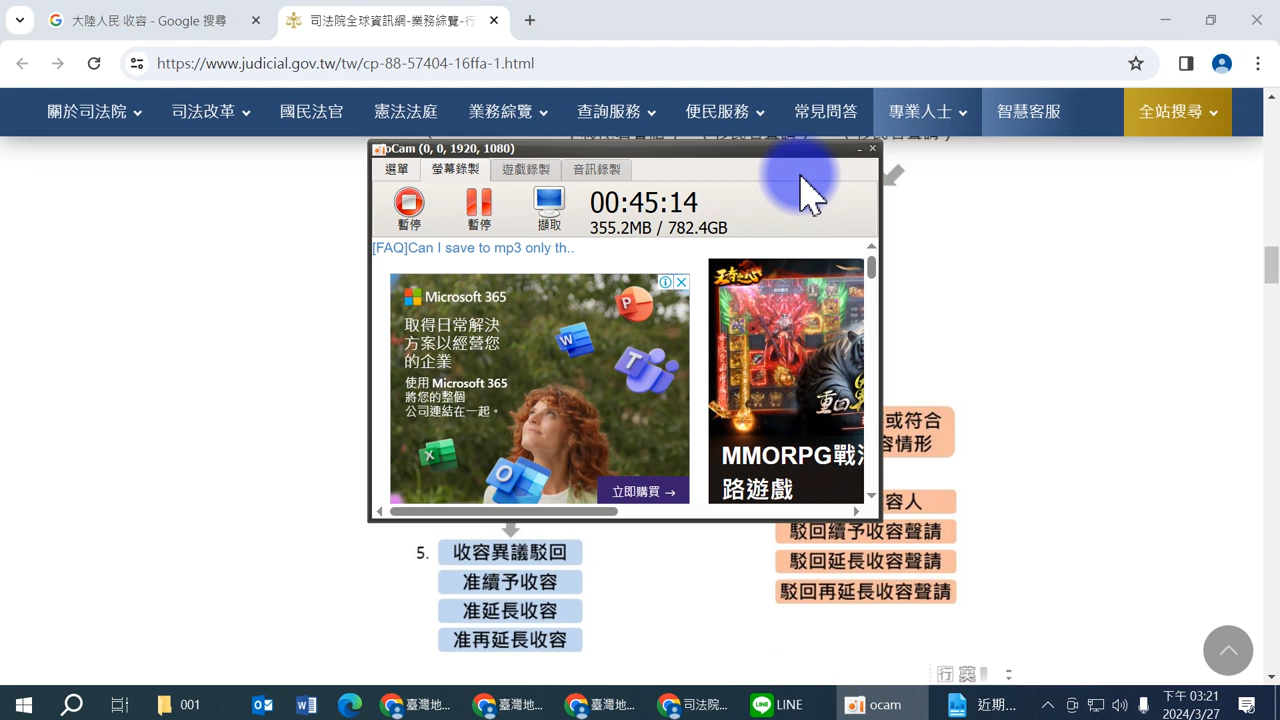 大陸人民 收容 - Google 搜尋
司法院全球資訊網-業務綜覽-行
https://www.judicial.gov.tw/tw/cp-88-57404-16ffa-1.html
關於司法院 司法改革 國民法官 憲法法庭 業務綜覽 查詢服務 便民服務 常見問答 專業人士 智慧客服 全站搜尋
oCam (0, 0, 1920, 1080)
選單 螢幕錄製 遊戲錄製 音訊錄製
00:45:14
暫停 暫停 擷取 355.2MB / 782.4GB
[FAQ]Can I save to mp3 only th..
Microsoft 365
取得日常解決
方案以經營您
的企業
使用 Microsoft 365
將您的整個
公司連結在一起。
立即購買 →
王者之心
重回
MMORPG戰
路遊戲
或符合
容情形
容人
駁回續予收容聲請
駁回延長收容聲請
駁回再延長收容聲請
5. 收容異議駁回
准續予收容
准延長收容
准再延長收容
行 英
001 臺灣地... 臺灣地... 臺灣地... 司法院... LINE ocam 近期...
下午 03:21
2024/3/27